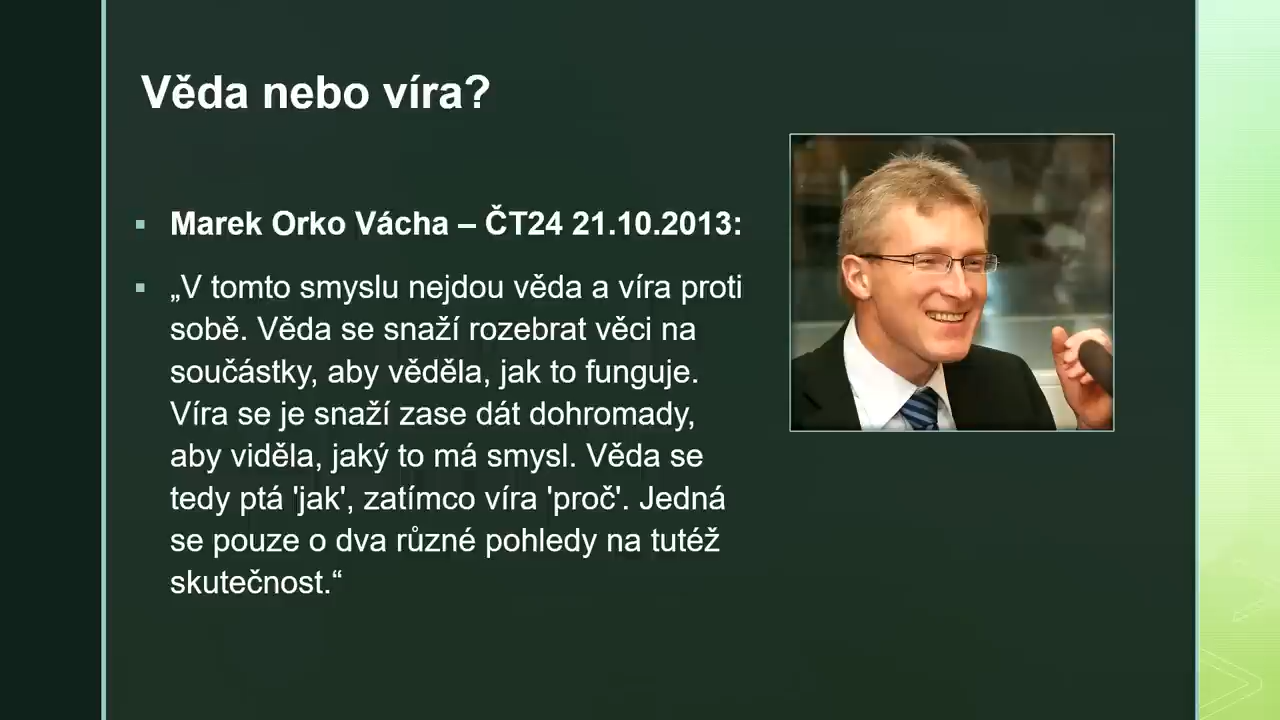 Věda nebo víra?
Marek Orko Vácha – ČT24 21.10.2013:
„V tomto smyslu nejdou věda a víra proti
sobě. Věda se snaží rozebrat věci na
součástky, aby věděla, jak to funguje.
Víra se je snaží zase dát dohromady,
aby viděla, jaký to má smysl. Věda se
tedy ptá 'jak', zatímco víra 'proč'. Jedná
se pouze o dva různé pohledy na tutéž
skutečnost.“